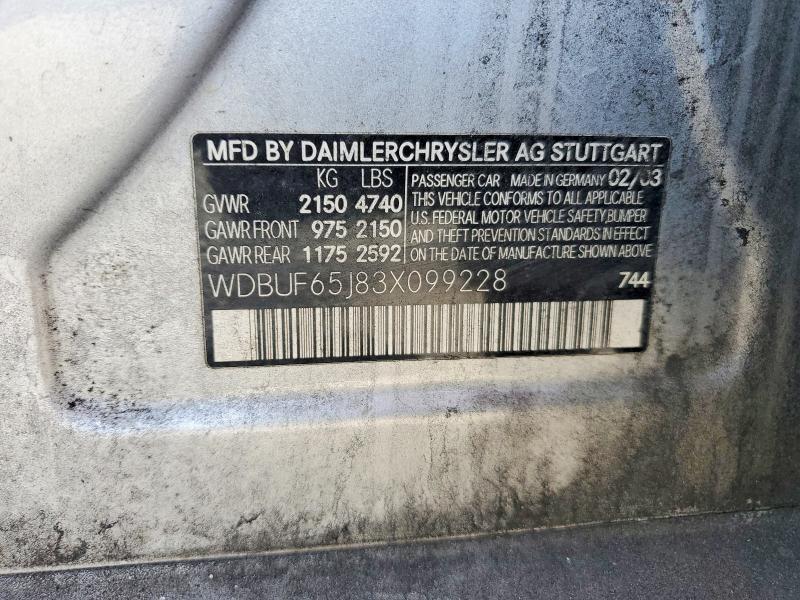 MFD BY DAIMLERCHRYSLER AG STUTTGART
KG LBS
GVWR 2150 4740
GAWR FRONT 975 2150
GAWR REAR 1175 2592
PASSENGER CAR MADE IN GERMANY 02/03
THIS VEHICLE CONFORMS TO ALL APPLICABLE
U.S. FEDERAL MOTOR VEHICLE SAFETY, BUMPER
AND THEFT PREVENTION STANDARDS IN EFFECT
ON THE DATE OF MANUFACTURE SHOWN ABOVE
WDBUF65J83X099228 744